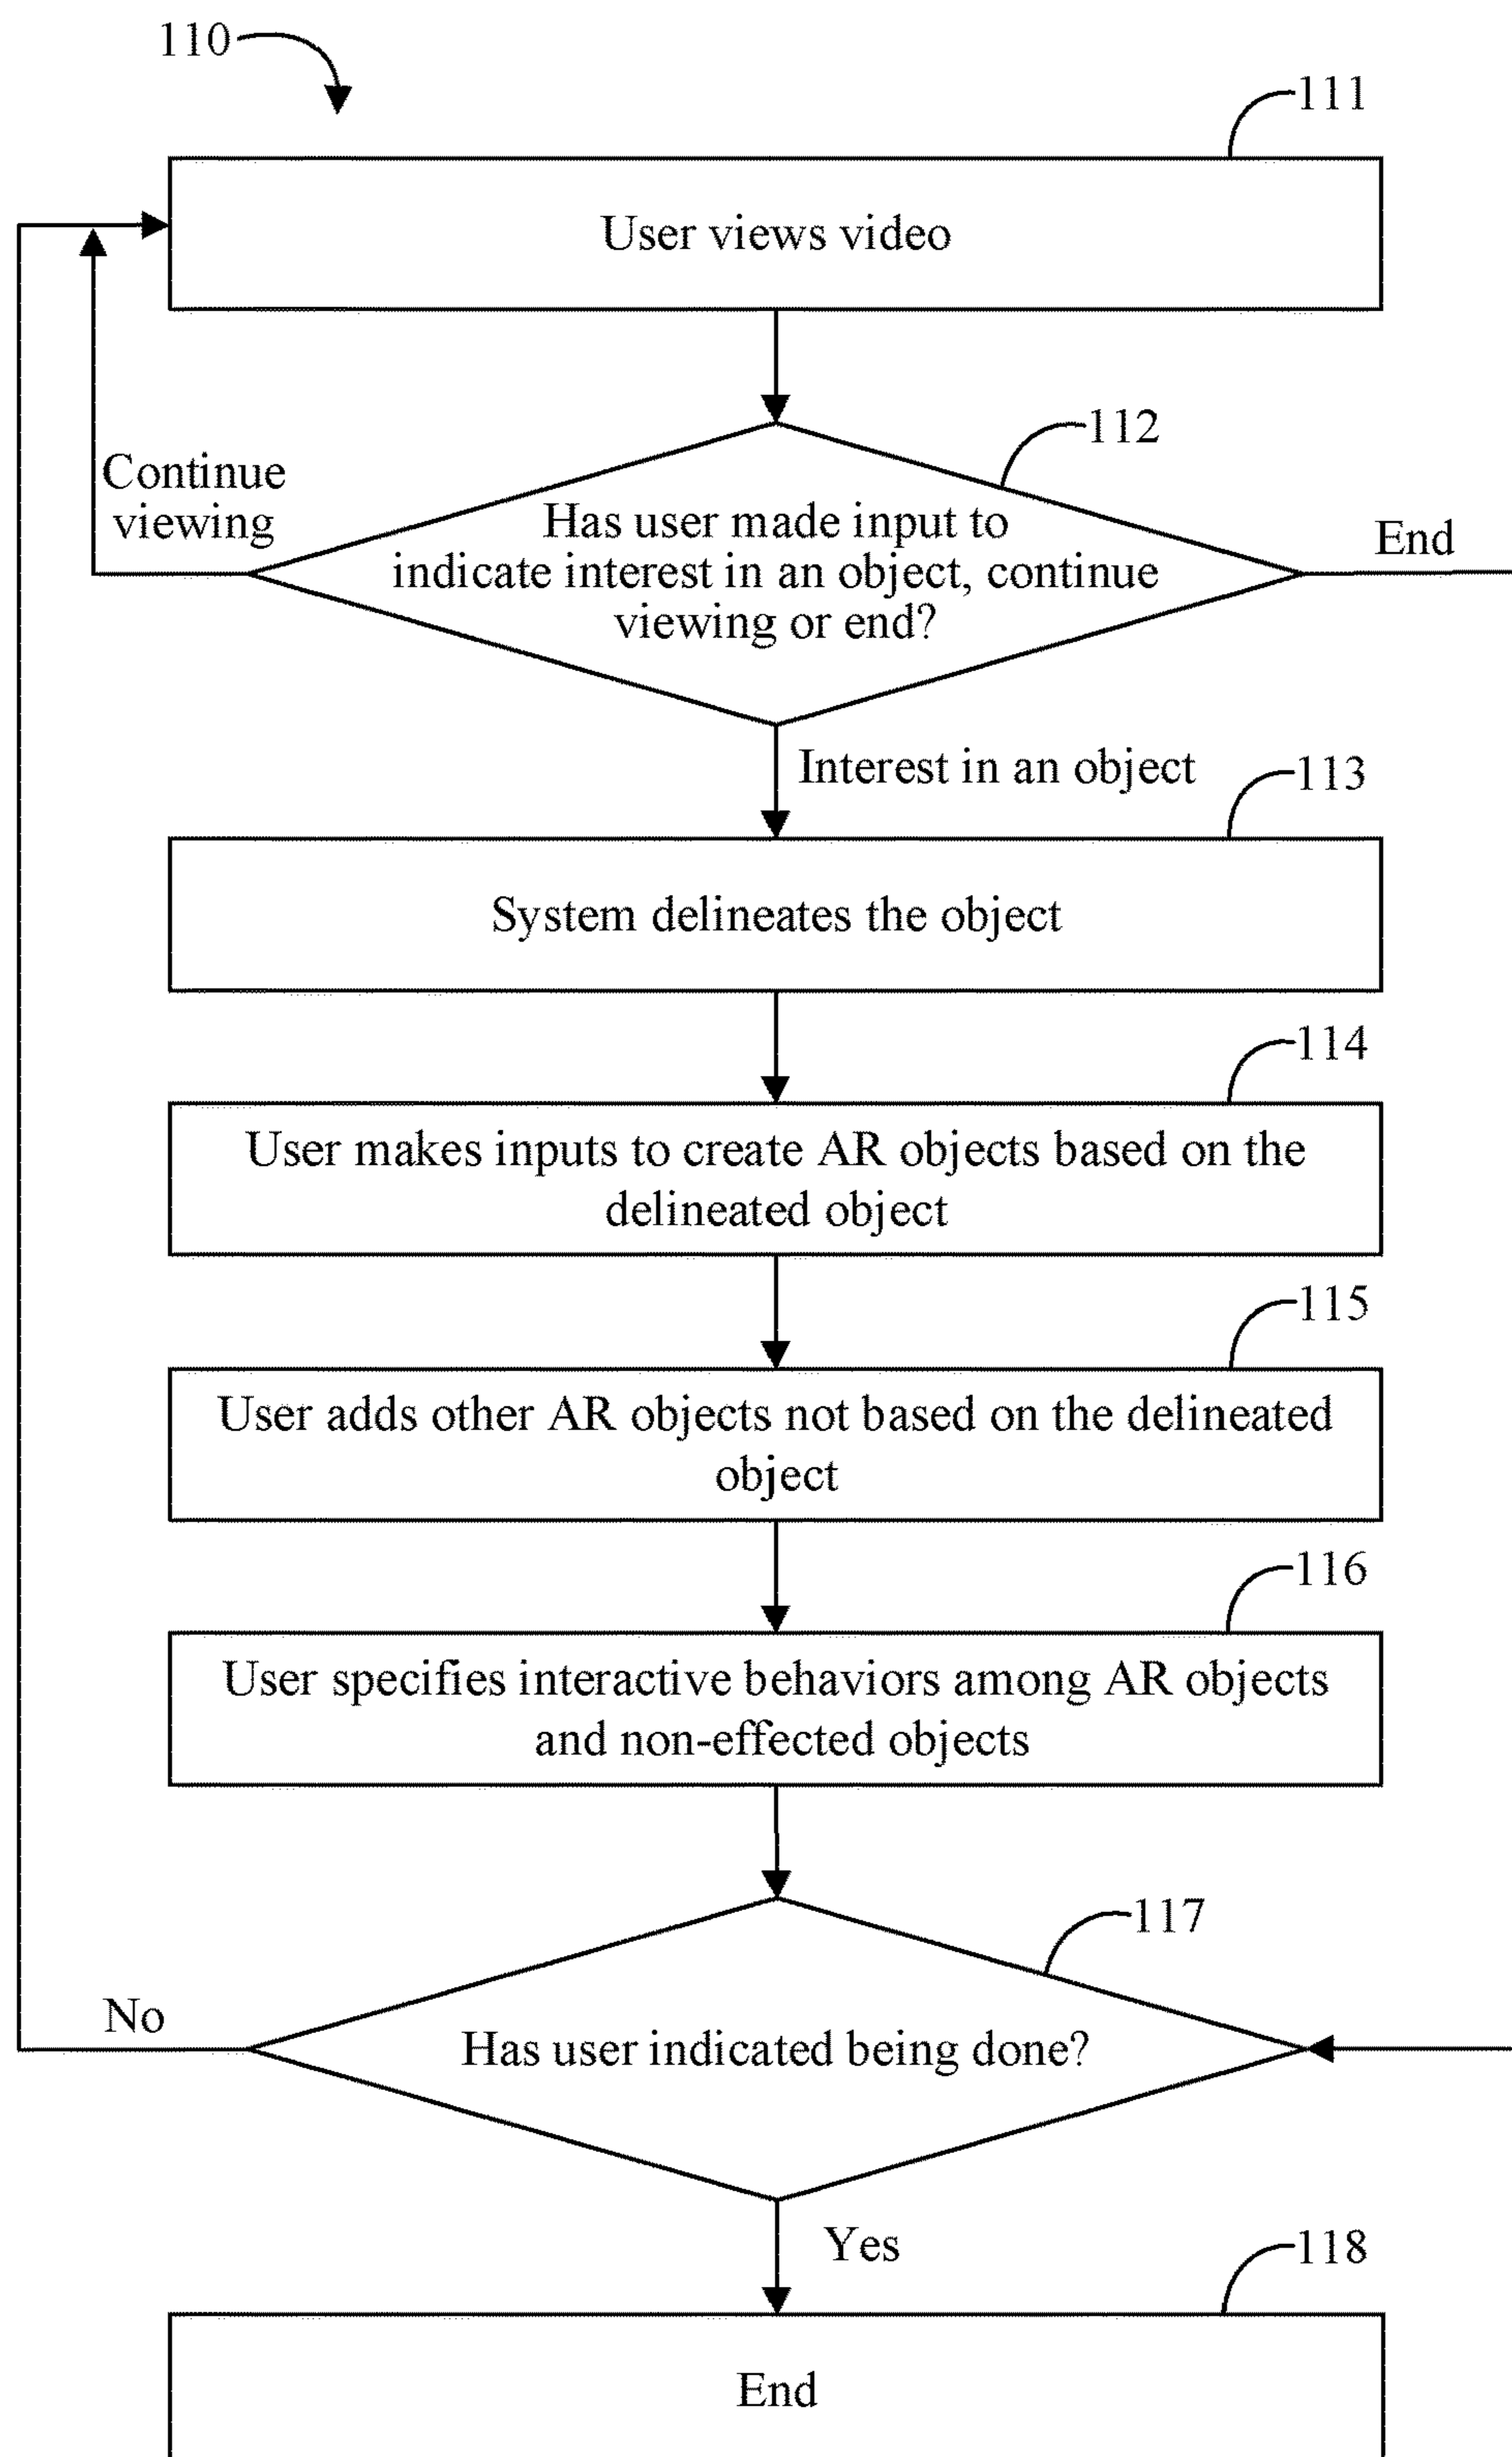 110
111
User views video
112
Continue
viewing
Has user made input to
indicate interest in an object, continue
viewing or end?
End
Interest in an object
113
System delineates the object
114
User makes inputs to create AR objects based on the
delineated object
115
User adds other AR objects not based on the delineated
object
116
User specifies interactive behaviors among AR objects
and non-effected objects
117
No
Has user indicated being done?
Yes
118
End